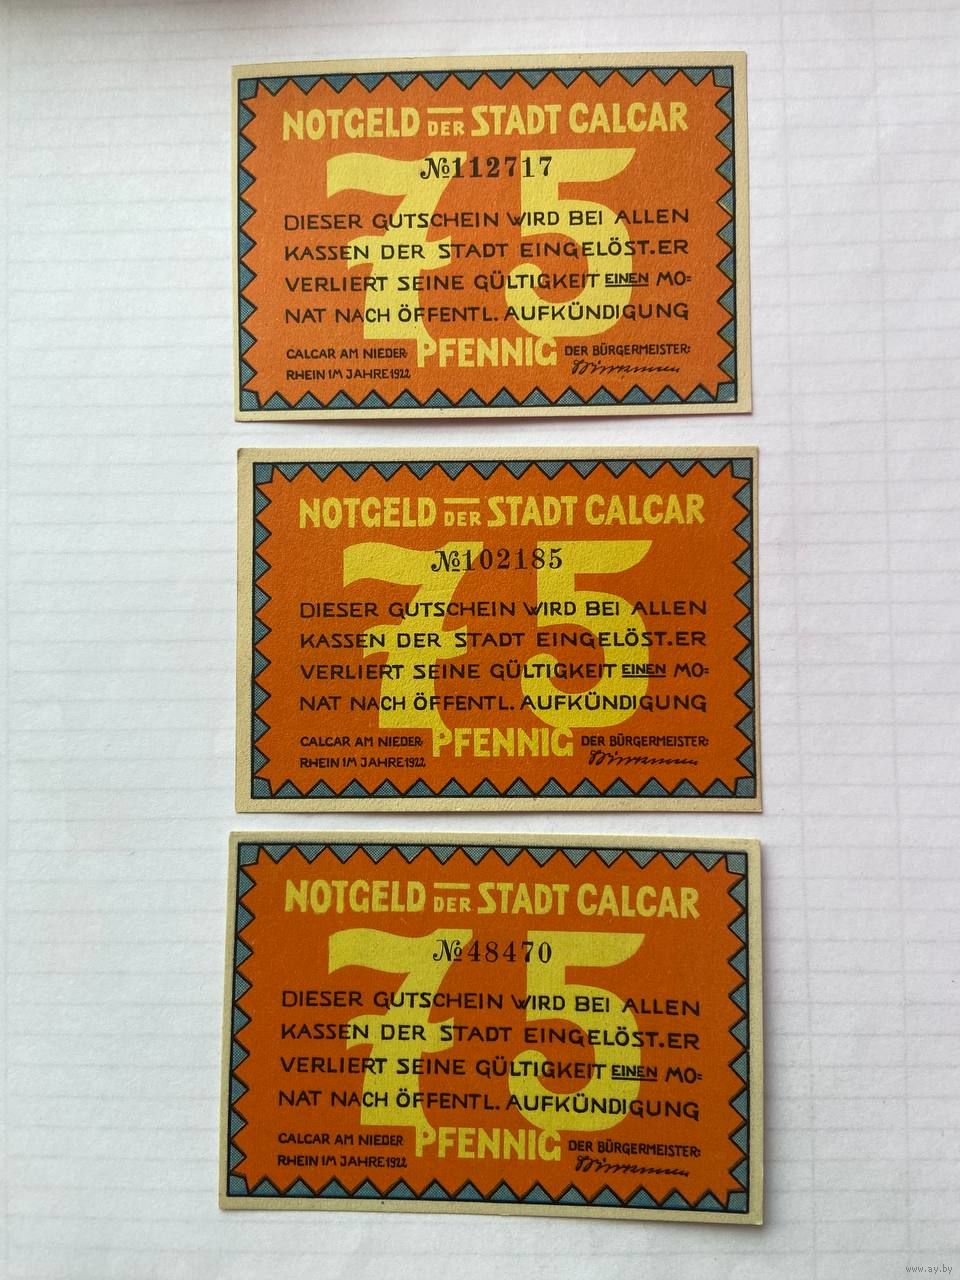 NOTGELD DER STADT CALCAR
75
№112717
DIESER GUTSCHEIN WIRD BEI ALLEN
KASSEN DER STADT EINGELÖST.ER
VERLIERT SEINE GÜLTIGKEIT EINEN MO=
NAT NACH ÖFFENTL. AUFKÜNDIGUNG
CALCAR AM NIEDER
RHEIN IM JAHRE 1922
PFENNIG
DER BÜRGERMEISTER:
NOTGELD DER STADT CALCAR
75
№102185
DIESER GUTSCHEIN WIRD BEI ALLEN
KASSEN DER STADT EINGELÖST.ER
VERLIERT SEINE GÜLTIGKEIT EINEN MO=
NAT NACH ÖFFENTL. AUFKÜNDIGUNG
CALCAR AM NIEDER
RHEIN IM JAHRE 1922
PFENNIG
DER BÜRGERMEISTER:
NOTGELD DER STADT CALCAR
75
№48470
DIESER GUTSCHEIN WIRD BEI ALLEN
KASSEN DER STADT EINGELÖST.ER
VERLIERT SEINE GÜLTIGKEIT EINEN MO=
NAT NACH ÖFFENTL. AUFKÜNDIGUNG
CALCAR AM NIEDER
RHEIN IM JAHRE 1922
PFENNIG
DER BÜRGERMEISTER:
www.ay.by